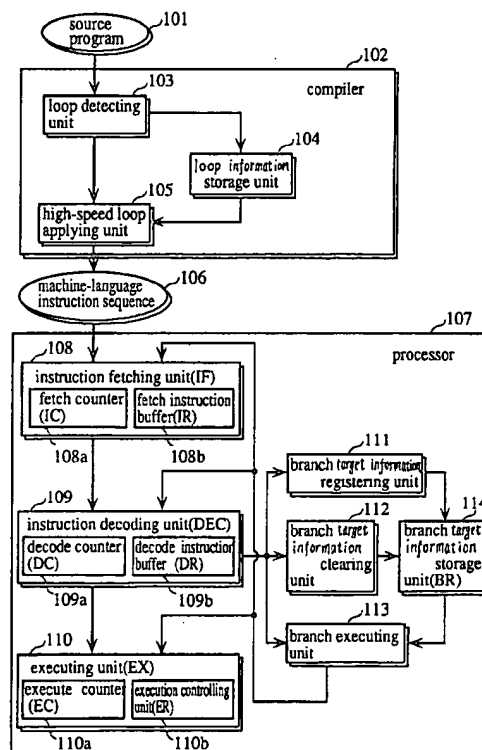 101
source
program
102
compiler
103
loop detecting
unit
104
loop information
storage unit
105
high-speed loop
applying unit
106
machine-language
instruction sequence
107
processor
108
instruction fetching unit(IF)
fetch counter
(IC)
fetch instruction
buffer(IR)
108a
108b
109
instruction decoding unit(DEC)
decode counter
(DC)
decode instruction
buffer (DR)
109a
109b
110
executing unit(EX)
execute counter
(EC)
execution controlling
unit(ER)
110a
110b
111
branch target information
registering unit
112
branch target
information
clearing
unit
114
branch target
information
storage
unit(BR)
113
branch executing
unit